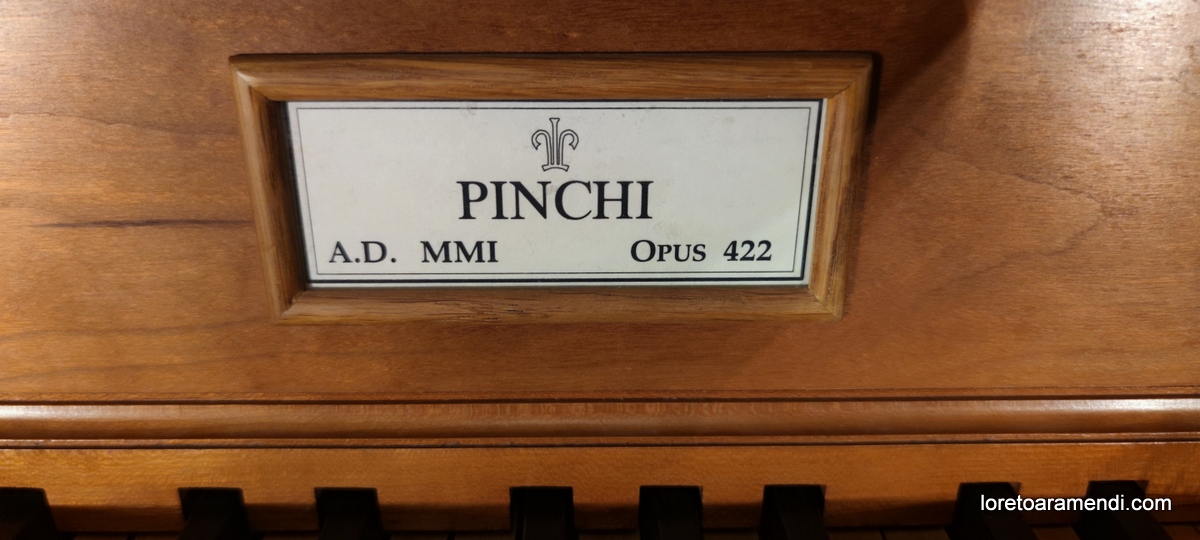 PINCHI
A.D. MMI Opus 422
loretoaramendi.com